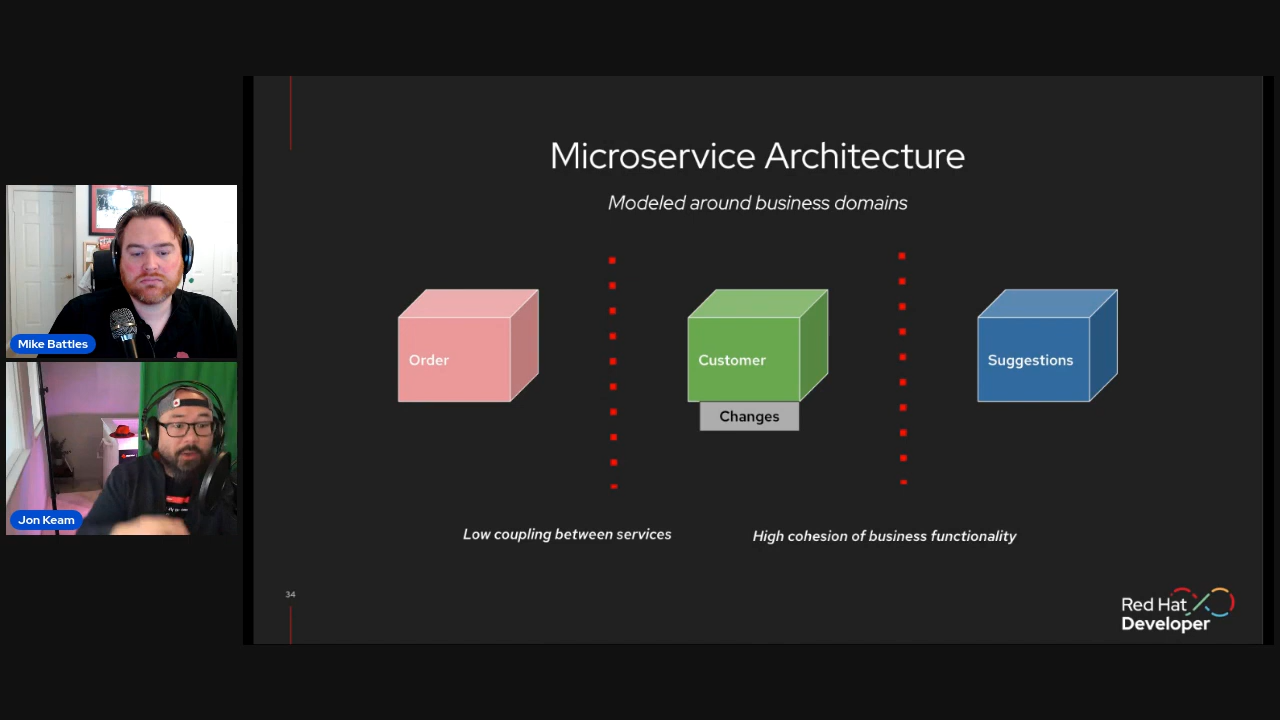 Microservice Architecture
Modeled around business domains
Order
Customer
Suggestions
Changes
Low coupling between services
High cohesion of business functionality
34
Red Hat
Developer
Mike Battles
Jon Keam